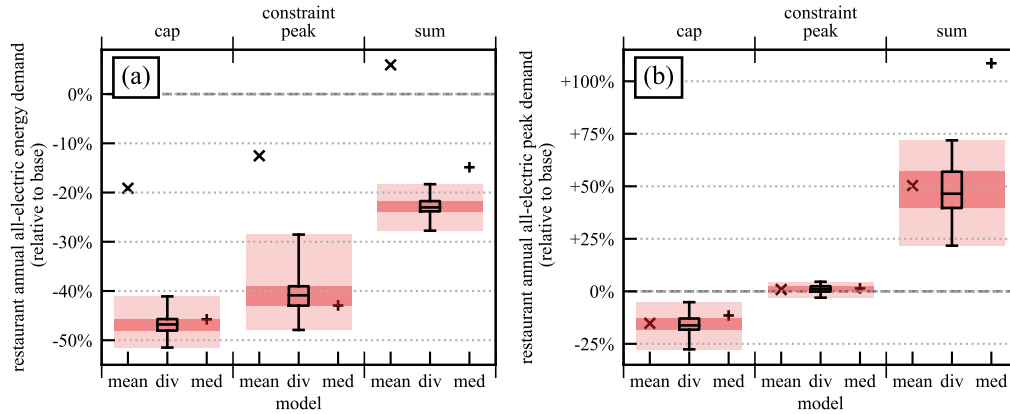 constraint
cap peak sum
(a)
restaurant annual all-electric energy demand
(relative to base)
0%
-10%
-20%
-30%
-40%
-50%
mean div med mean div med mean div med
model
constraint
cap peak sum
(b)
restaurant annual all-electric peak demand
(relative to base)
+100%
+75%
+50%
+25%
0%
-25%
mean div med mean div med mean div med
model